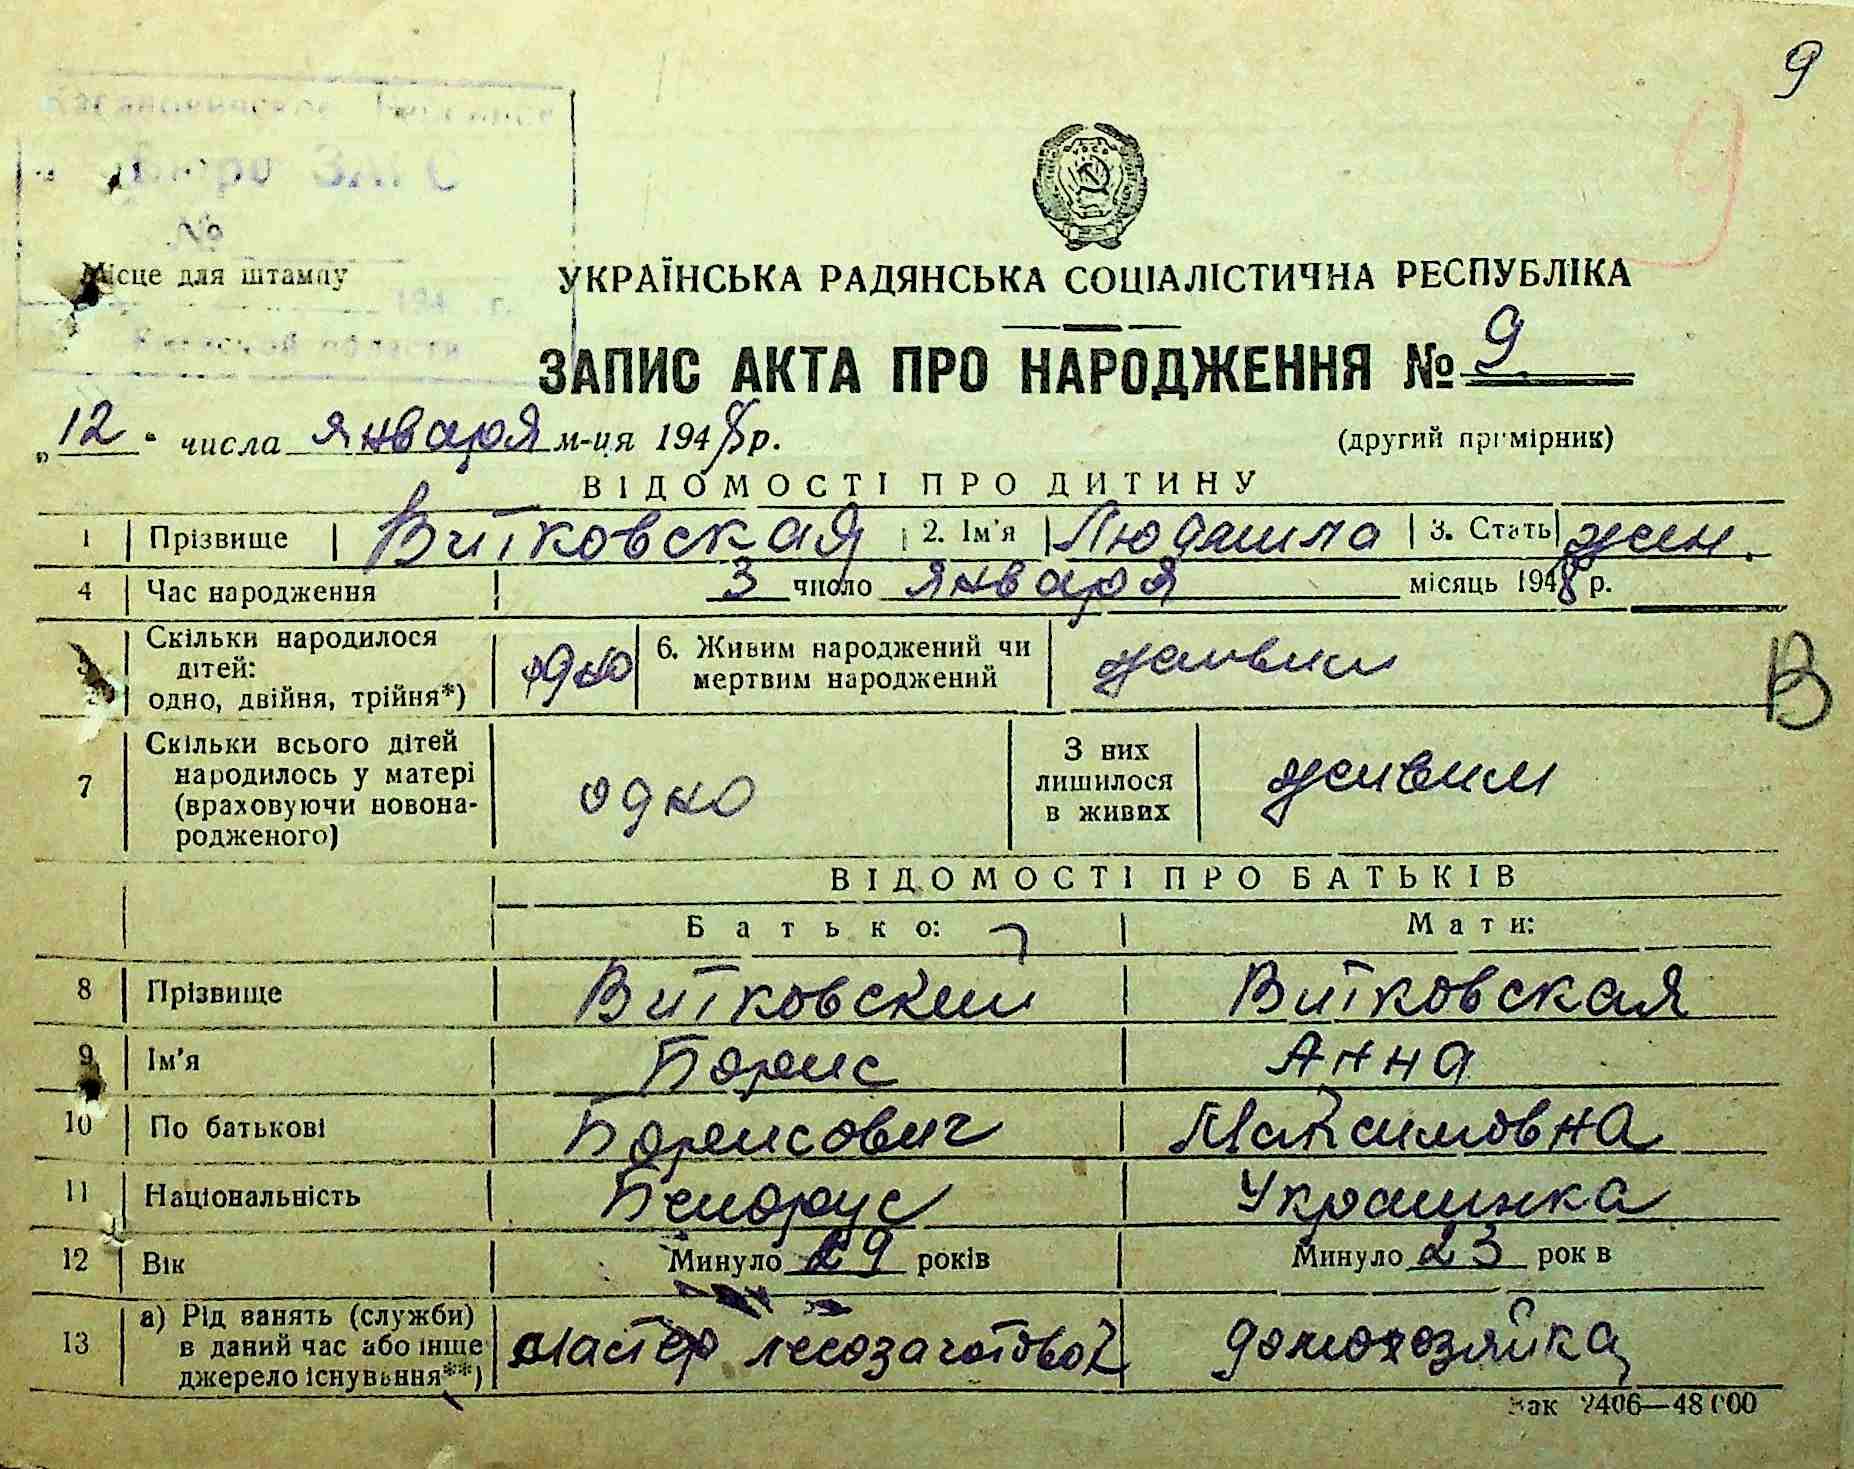 9
9
Бюро ЗАГС
№
Місце для штампу
194 г.
области
УКРАЇНСЬКА РАДЯНСЬКА СОЦІАЛІСТИЧНА РЕСПУБЛІКА
ЗАПИС АКТА ПРО НАРОДЖЕННЯ № 9
„12" числа января м-ця 1948 р. (другий примірник)
ВІДОМОСТІ ПРО ДИТИНУ
1 Прізвище Витковская 2. Ім'я Людмила 3. Стать жен.
4 Час народження 3 число января місяць 1948 р.
5 Скільки народилося дітей: одно, двійня, трійня*) одно 6. Живим народжений чи мертвим народжений живим
В
7 Скільки всього дітей народилось у матері (враховуючи новонародженого) одно З них лишилося в живих живим
ВІДОМОСТІ ПРО БАТЬКІВ
Батько: Мати:
8 Прізвище Витковский Витковская
9 Ім'я Борис Анна
10 По батькові Борисович Максимовна
11 Національність Белорус Украинка
12 Вік Минуло 29 років Минуло 23 рок в
13 а) Рід занять (служби) в даний час або інше джерело існування**) мастер лесозаготовок домохозяйка
Зак 2406—48000